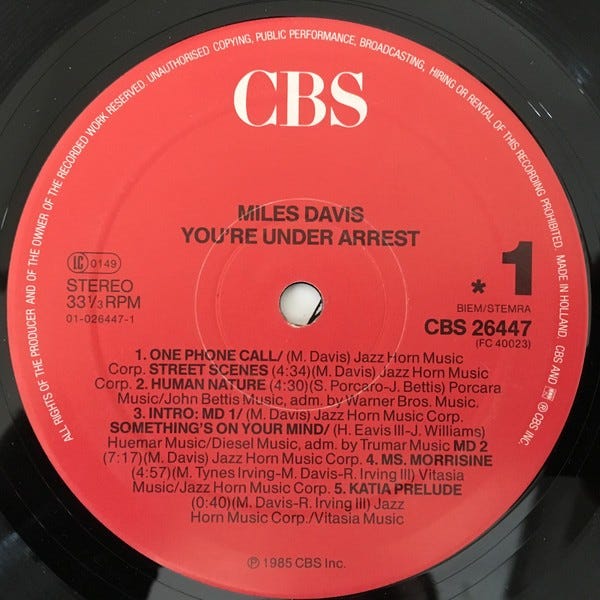 ALL RIGHTS OF THE PRODUCER AND OF THE OWNER OF THE RECORDED WORK RESERVED. UNAUTHORISED COPYING, PUBLIC PERFORMANCE, BROADCASTING, HIRING OR RENTAL OF THIS RECORDING PROHIBITED. MADE IN HOLLAND. CBS AND ℗ CBS INC.
CBS
MILES DAVIS
YOU'RE UNDER ARREST
LC 0149
STEREO
33⅓ RPM
01-026447-1
* 1
BIEM/STEMRA
CBS 26447
(FC 40023)
1. ONE PHONE CALL/ (M. Davis) Jazz Horn Music
Corp. STREET SCENES (4:34)(M. Davis) Jazz Horn Music
Corp. 2. HUMAN NATURE (4:30)(S. Porcaro-J. Bettis) Porcara
Music/John Bettis Music, adm. by Warner Bros. Music.
3. INTRO: MD 1/ (M. Davis) Jazz Horn Music Corp.
SOMETHING'S ON YOUR MIND/ (H. Eavis III-J. Williams)
Huemar Music/Diesel Music, adm. by Trumar Music MD 2
(7:17)(M. Davis) Jazz Horn Music Corp. 4. MS. MORRISINE
(4:57)(M. Tynes Irving-M. Davis-R. Irving III) Vitasia
Music/Jazz Horn Music Corp. 5. KATIA PRELUDE
(0:40)(M. Davis-R. Irving III) Jazz
Horn Music Corp./Vitasia Music
℗ 1985 CBS Inc.